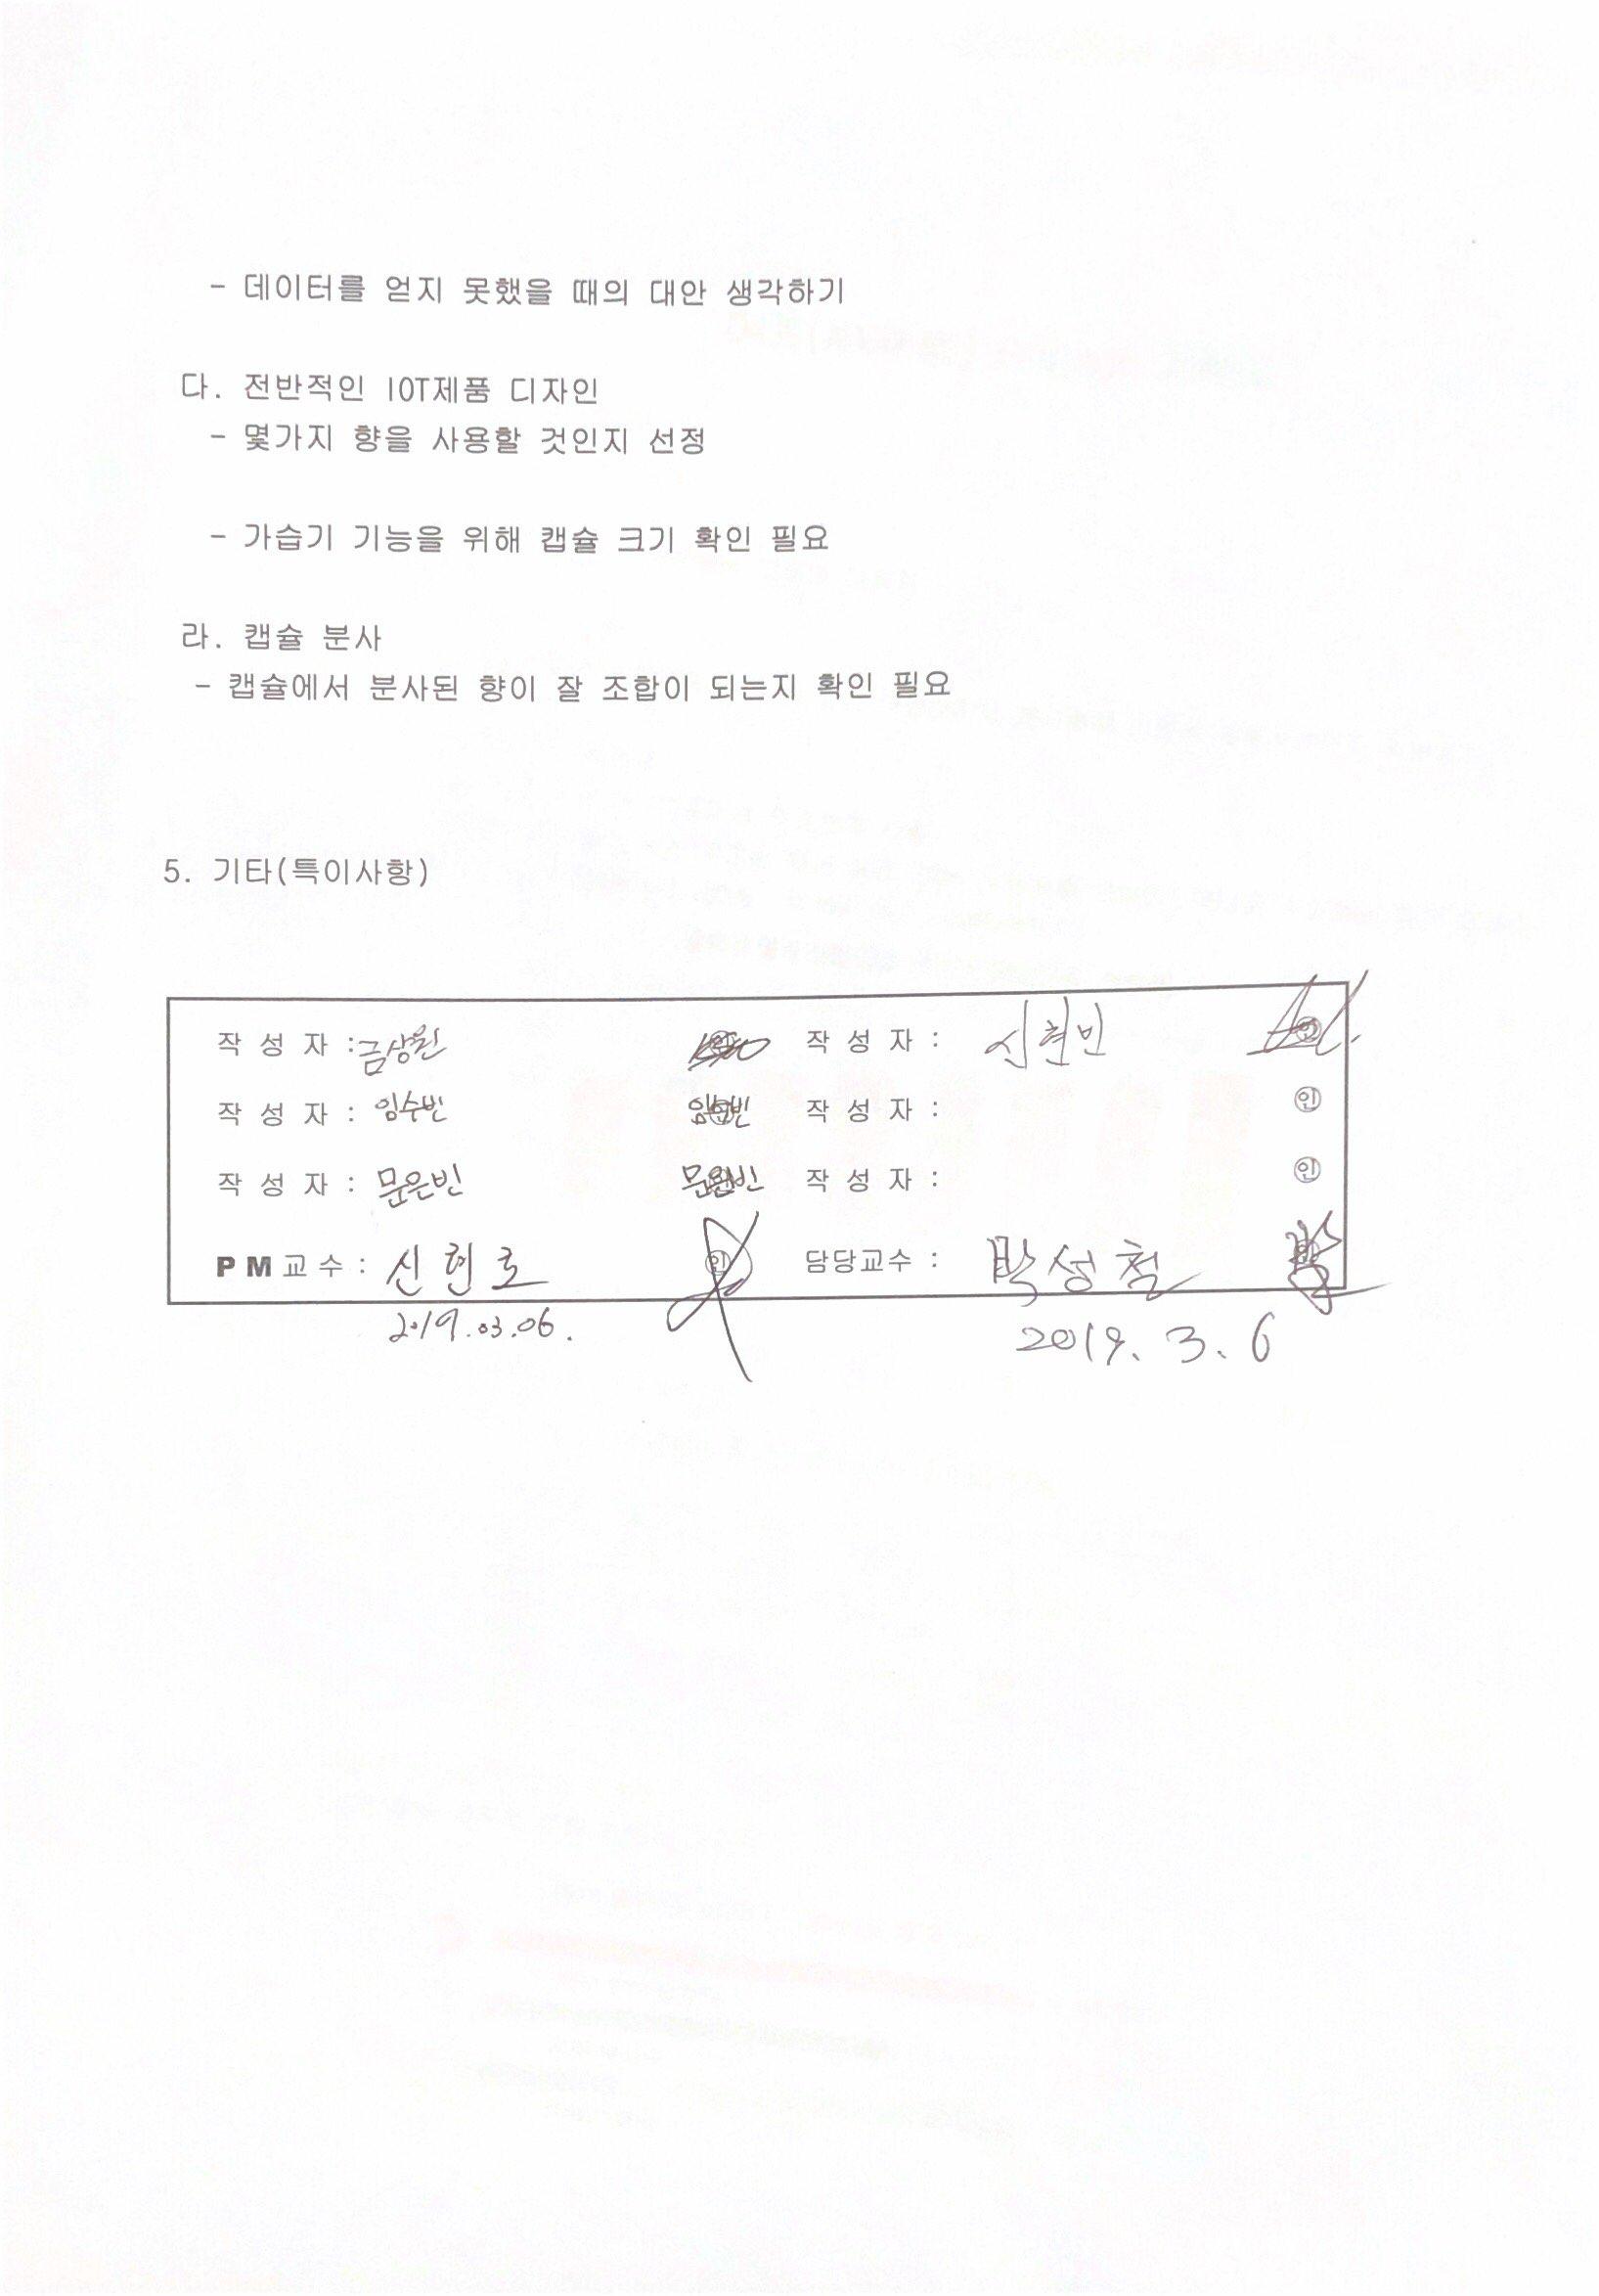 - 데이터를 얻지 못했을 때의 대안 생각하기
다. 전반적인 IOT제품 디자인
- 몇가지 향을 사용할 것인지 선정
- 가습기 기능을 위해 캡슐 크기 확인 필요
라. 캡슐 분사
- 캡슐에서 분사된 향이 잘 조합이 되는지 확인 필요
5. 기타(특이사항)
작 성 자 : 금상원 작 성 자 : 신현빈 인
작 성 자 : 임수빈 임수빈 작 성 자 : 인
작 성 자 : 문은빈 문은빈 작 성 자 : 인
PM교수 : 신현호 인 담당교수 : 박성철 박
2019.03.06. 2019. 3. 6